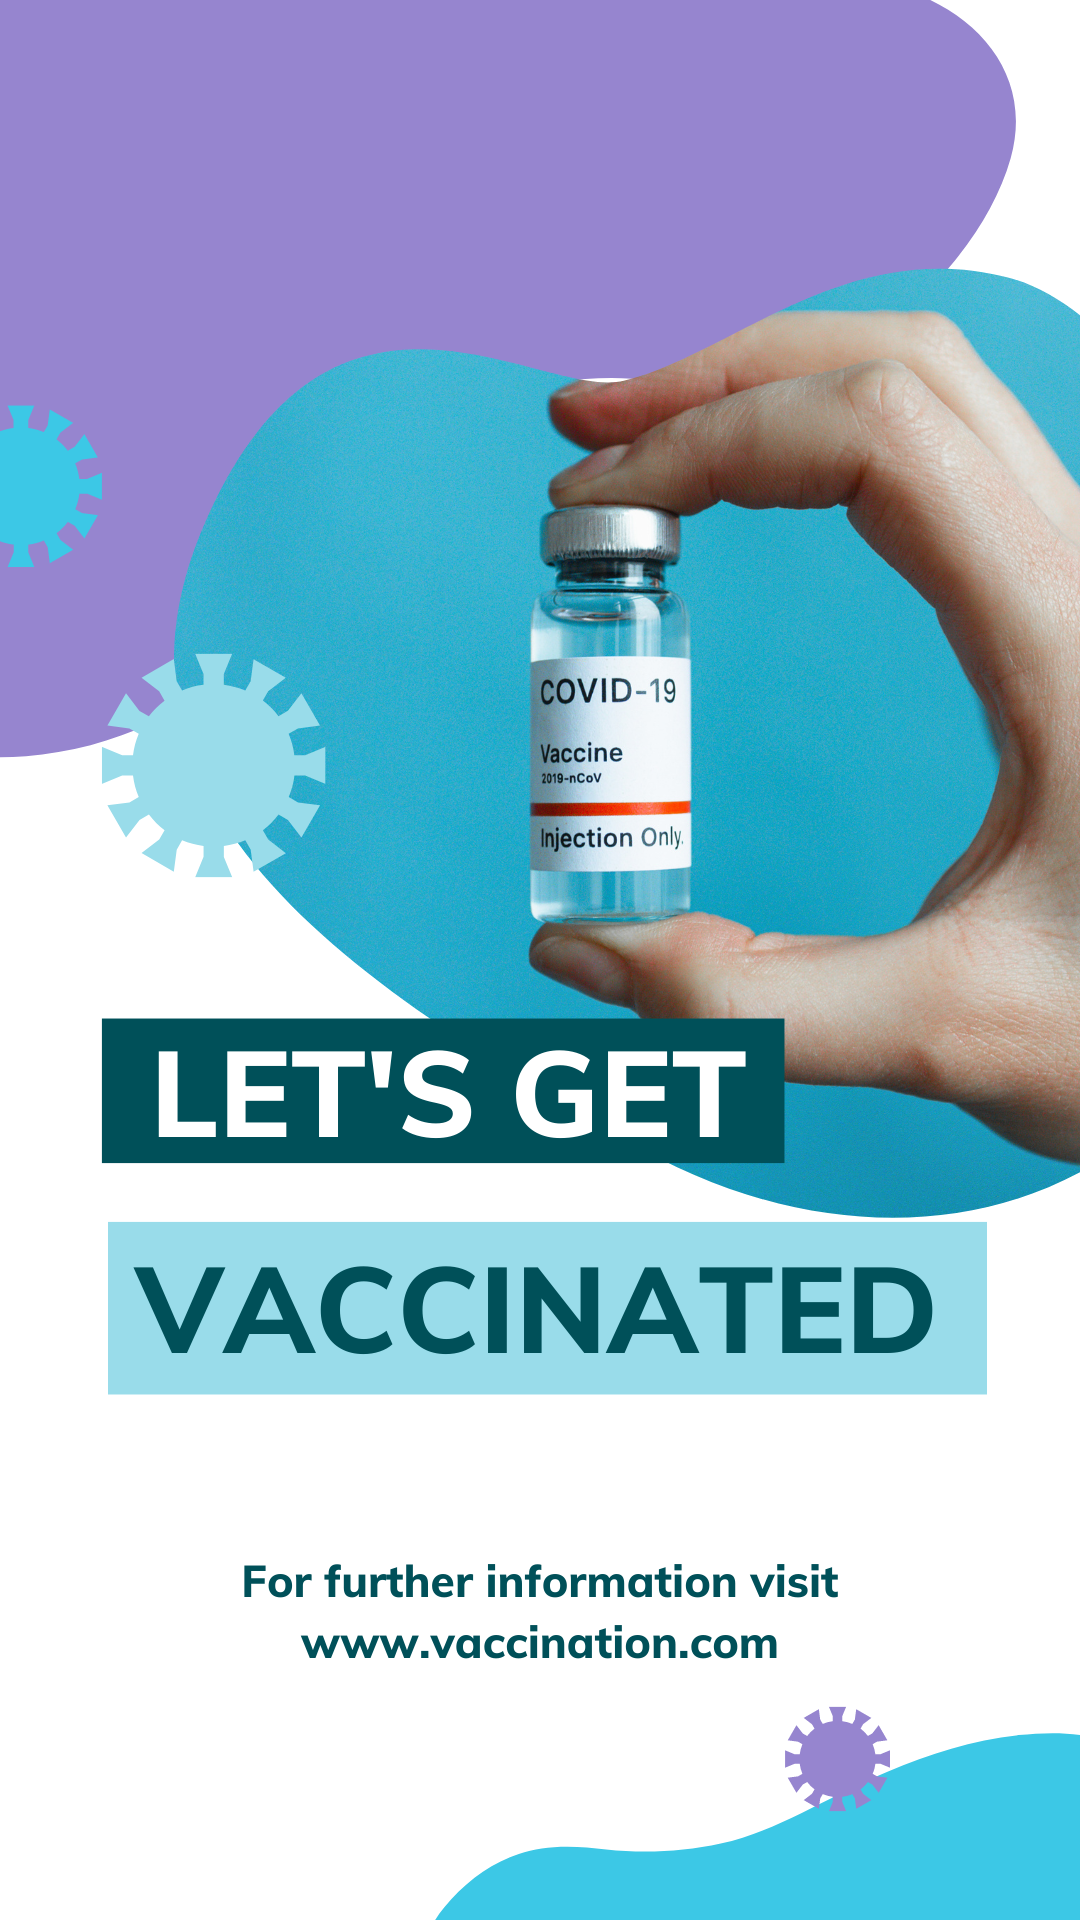 COVID-19
Vaccine
2019-nCoV
Injection Only.
LET'S GET
VACCINATED
For further information visit
www.vaccination.com